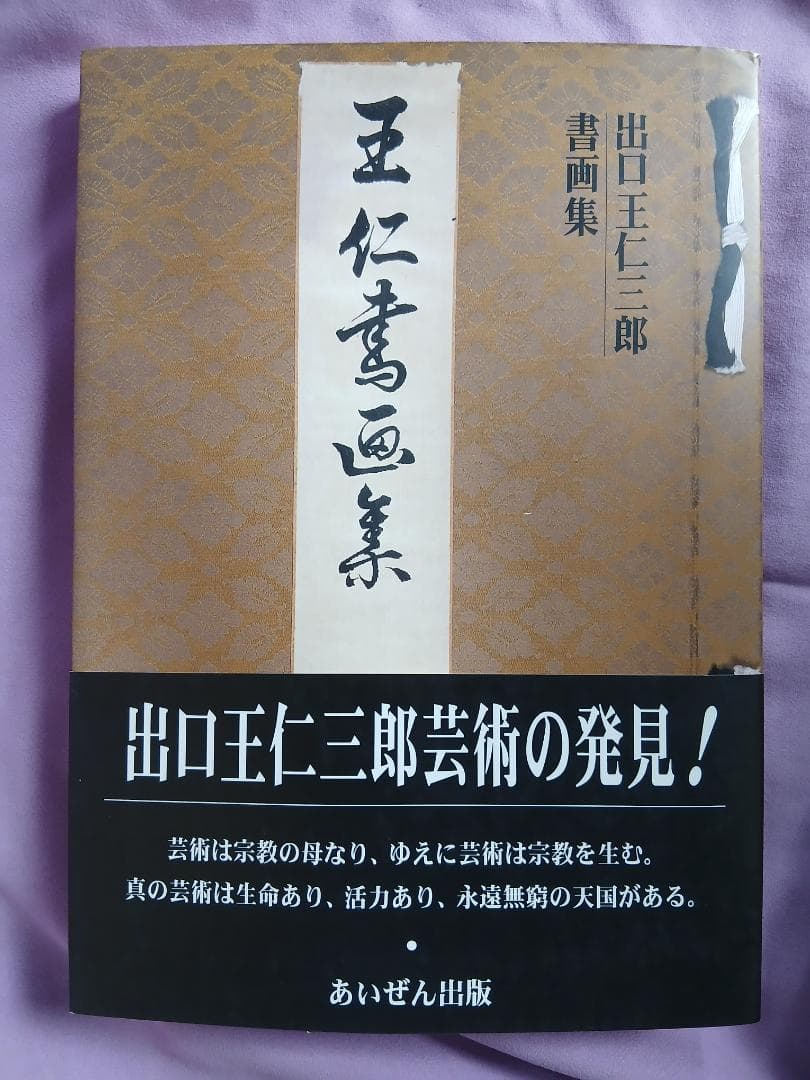 出口王仁三郎
書画集
王仁書画集
出口王仁三郎芸術の発見!
芸術は宗教の母なり、ゆえに芸術は宗教を生む。
真の芸術は生命あり、活力あり、永遠無窮の天国がある。
・
あいぜん出版